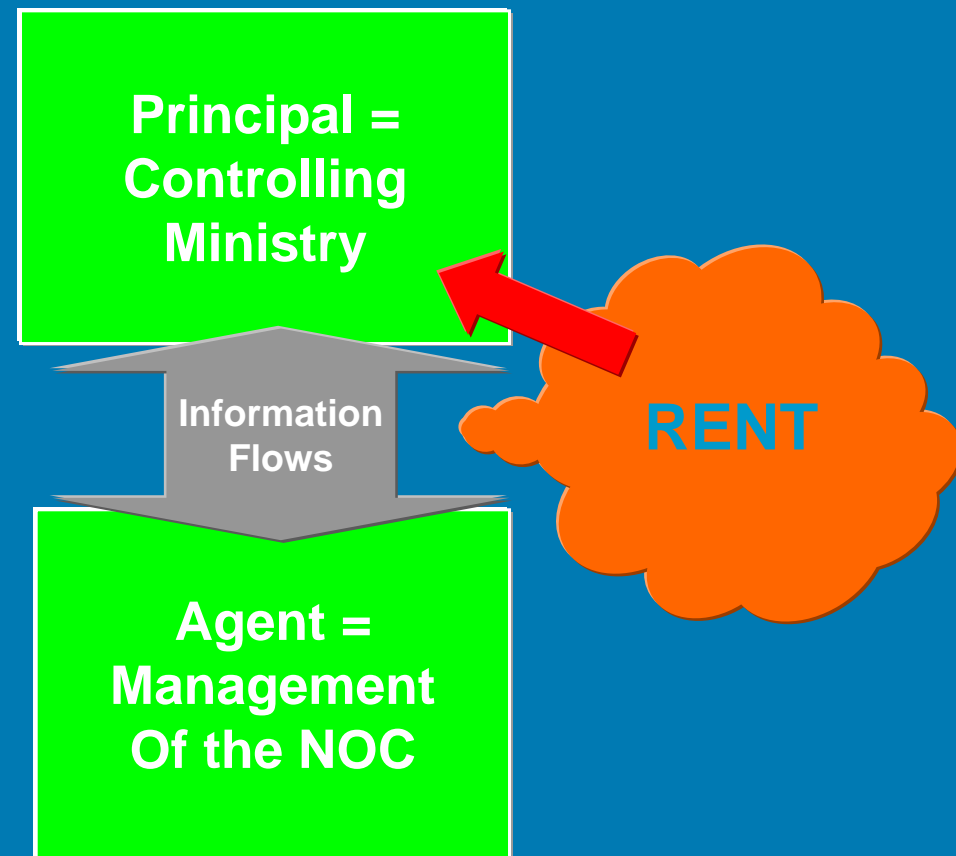 Principal =
Controlling
Ministry
Information
Flows
RENT
Agent =
Management
Of the NOC